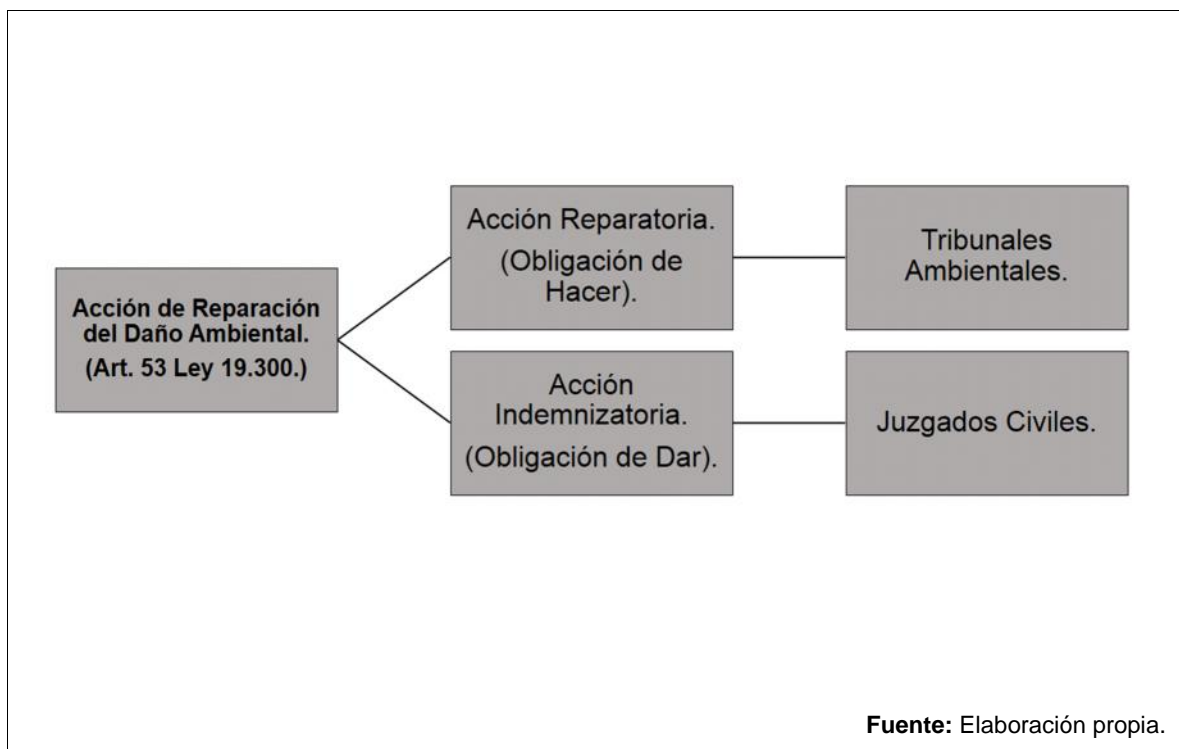 Acción de Reparación
del Daño Ambiental.
(Art. 53 Ley 19.300.)
Acción Reparatoria.
(Obligación de
Hacer).
Tribunales
Ambientales.
Acción
Indemnizatoria.
(Obligación de Dar).
Juzgados Civiles.
Fuente: Elaboración propia.